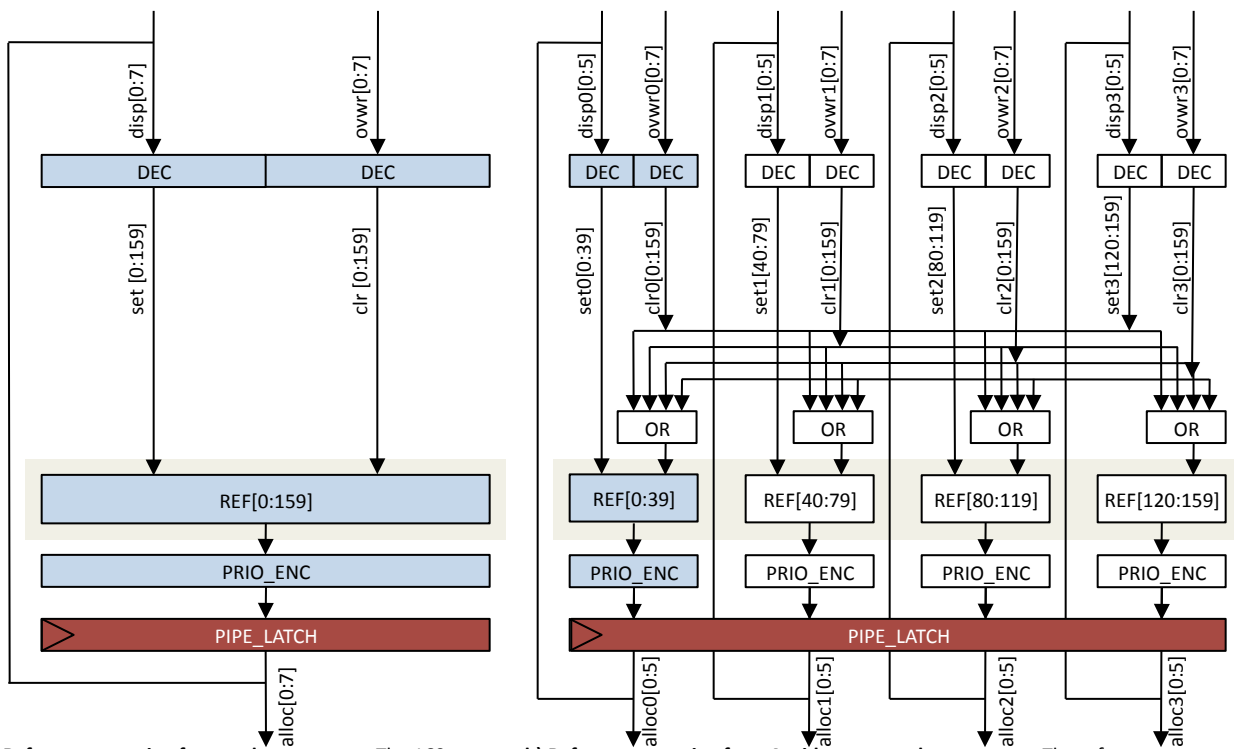 disp[0:7]
ovwr[0:7]
DEC
DEC
set [0:159]
clr [0:159]
REF[0:159]
PRIO_ENC
PIPE_LATCH
alloc[0:7]
disp0[0:5]
ovwr0[0:7]
disp1[0:5]
ovwr1[0:7]
disp2[0:5]
ovwr2[0:7]
disp3[0:5]
ovwr3[0:7]
DEC
DEC
DEC
DEC
DEC
DEC
DEC
DEC
set0[0:39]
clr0[0:159]
set1[40:79]
clr1[0:159]
set2[80:119]
clr2[0:159]
set3[120:159]
clr3[0:159]
OR
OR
OR
OR
REF[0:39]
REF[40:79]
REF[80:119]
REF[120:159]
PRIO_ENC
PRIO_ENC
PRIO_ENC
PRIO_ENC
PIPE_LATCH
alloc0[0:5]
alloc1[0:5]
alloc2[0:5]
alloc3[0:5]